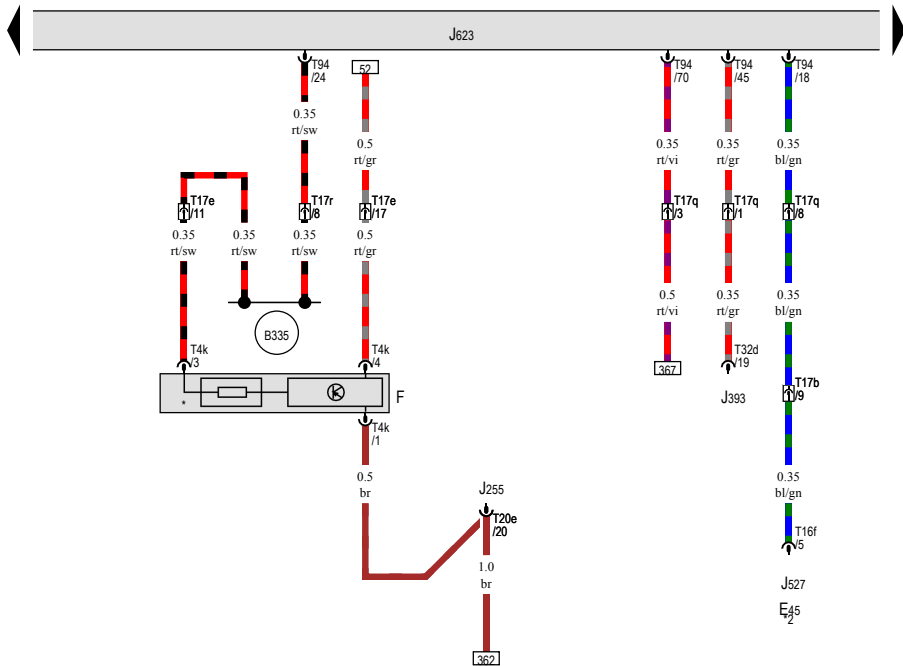 J623
T94 /24
52
T94 /70
T94 /45
T94 /18
0.35 rt/sw
0.5 rt/gr
0.35 rt/vi
0.35 rt/gr
0.35 bl/gn
T17e /11
T17r /8
T17e /17
T17q /3
T17q /1
T17q /8
0.35 rt/sw
0.35 rt/sw
0.35 rt/sw
0.5 rt/gr
0.5 rt/vi
0.35 rt/gr
0.35 bl/gn
B335
T4k /3
T4k /4
367
T32d /19
J393
T17b /9
*
F
T4k /1
0.5 br
J255
T20e /20
0.35 bl/gn
T16f /5
1.0 br
J527
E45
*2
362